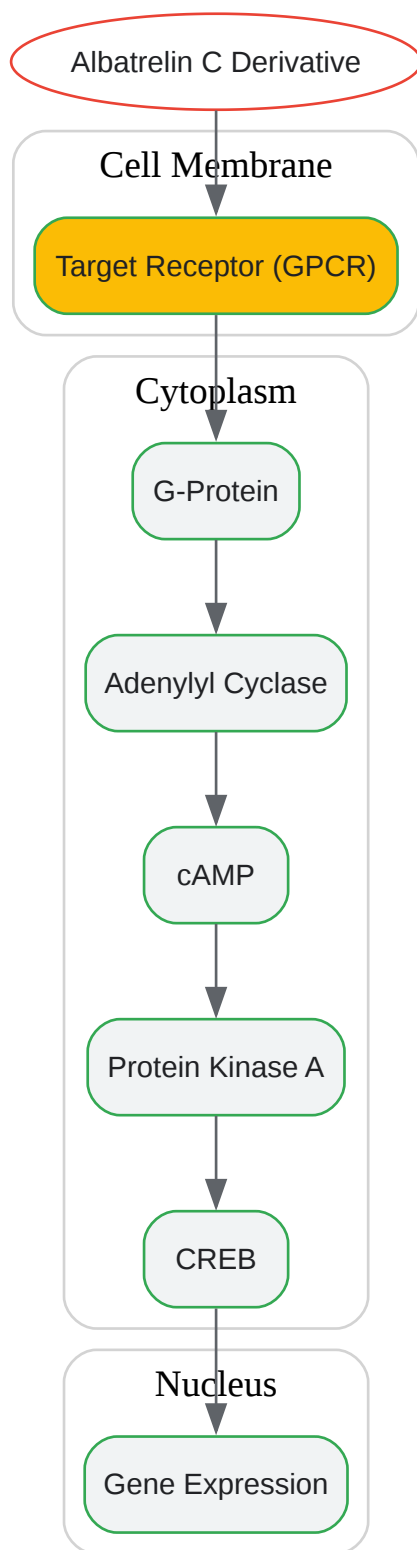 Albatrelin C Derivative
Cell Membrane
Target Receptor (GPCR)
Cytoplasm
G-Protein
Adenylyl Cyclase
cAMP
Protein Kinase A
CREB
Nucleus
Gene Expression